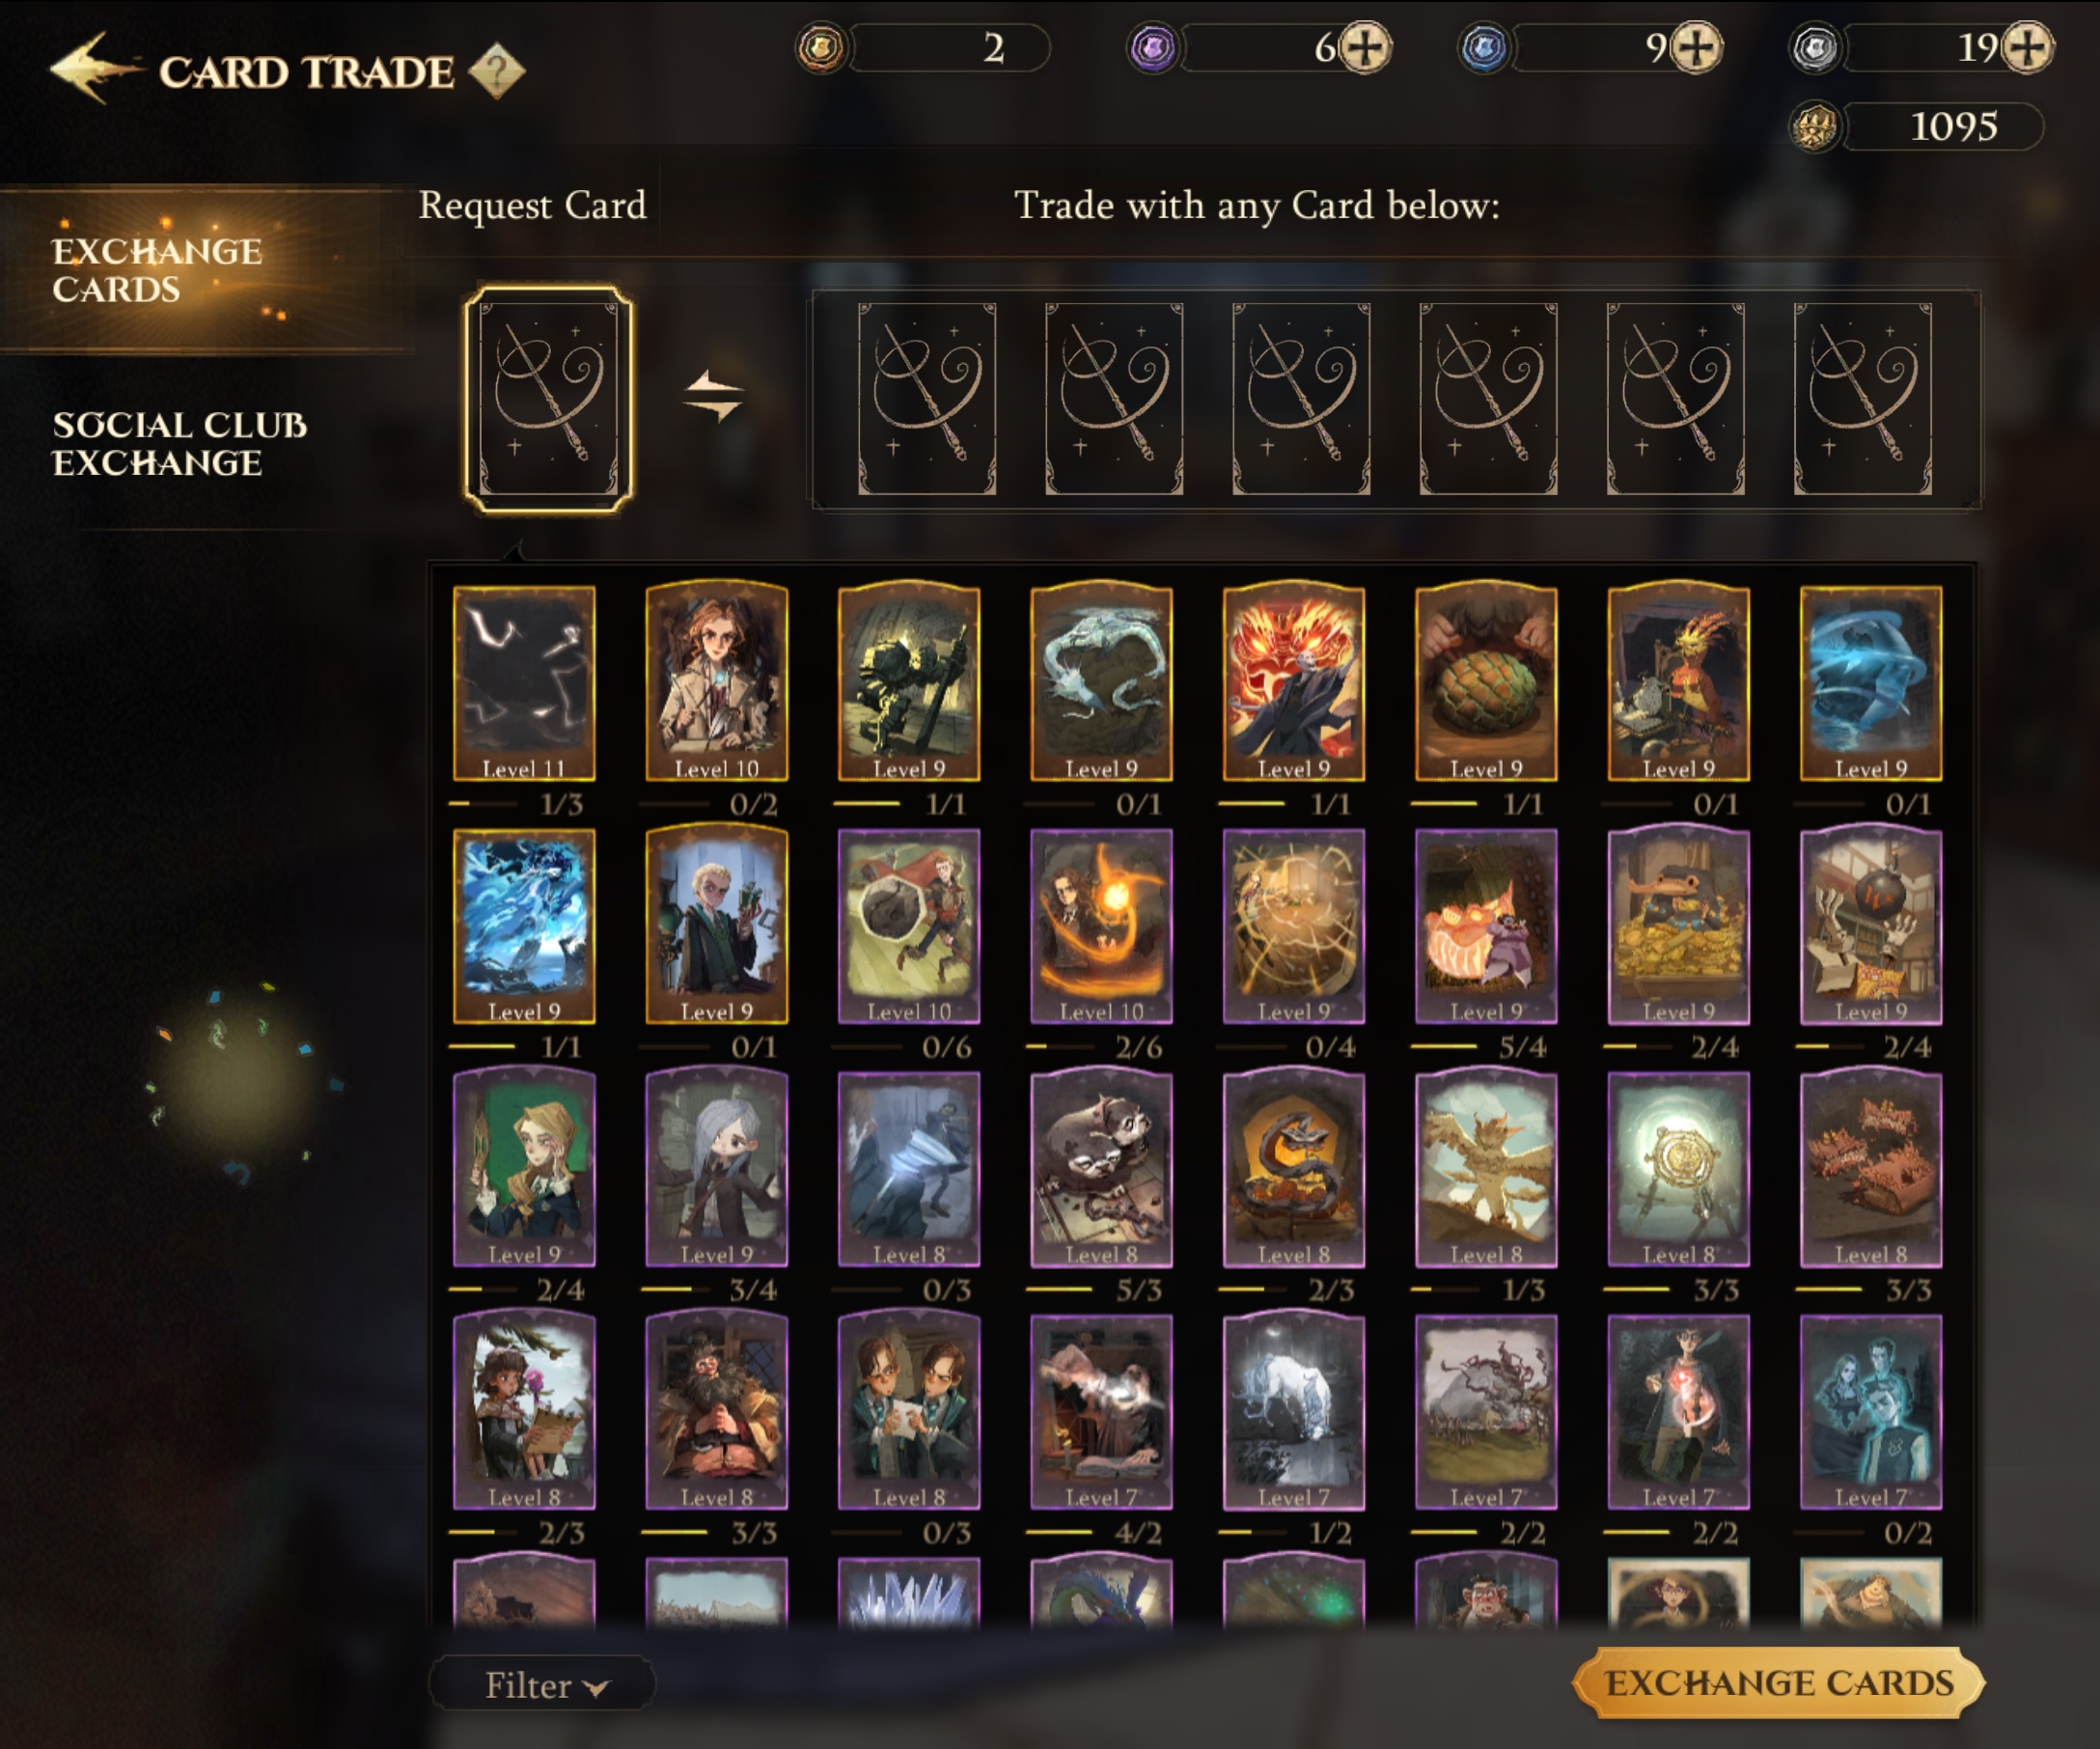 CARD TRADE ?
2
6
9
19
1095
EXCHANGE
CARDS
SOCIAL CLUB
EXCHANGE
Request Card
Trade with any Card below:
Level 11 Level 10 Level 9 Level 9 Level 9 Level 9 Level 9 Level 9
1/3 0/2 1/1 0/1 1/1 1/1 0/1 0/1
Level 9 Level 9 Level 10 Level 10 Level 9 Level 9 Level 9 Level 9
1/1 0/1 0/6 2/6 0/4 5/4 2/4 2/4
Level 9 Level 9 Level 8 Level 8 Level 8 Level 8 Level 8 Level 8
2/4 3/4 0/3 5/3 2/3 1/3 3/3 3/3
Level 8 Level 8 Level 8 Level 7 Level 7 Level 7 Level 7 Level 7
2/3 3/3 0/3 4/2 1/2 2/2 2/2 0/2
Filter
EXCHANGE CARDS